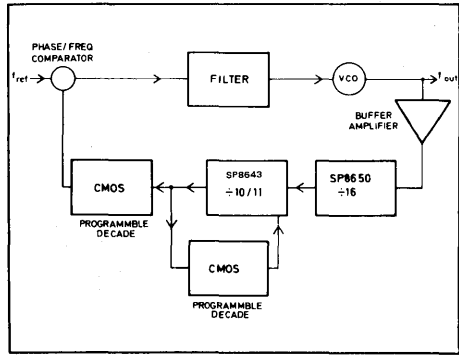 PHASE/FREQ
COMPARATOR
fref
FILTER
VCO
fout
BUFFER
AMPLIFIER
CMOS
SP8643
÷10/11
SP8650
÷16
PROGRAMMBLE
DECADE
CMOS
PROGRAMMBLE
DECADE